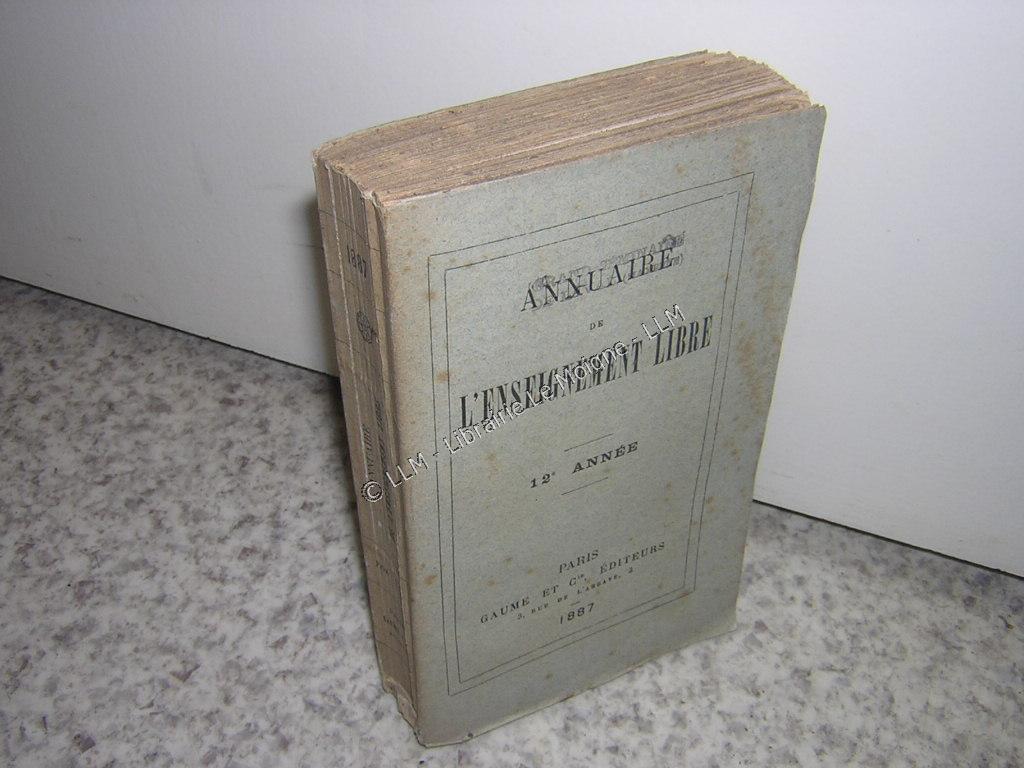 ANNUAIRE
DE
L'ENSEIGNEMENT LIBRE
12e ANNÉE
PARIS
GAUME ET Cie, ÉDITEURS
3, RUE DE L'ABBAYE, 3
1887
1887
© LLM - Librairie Le Moione - LLM